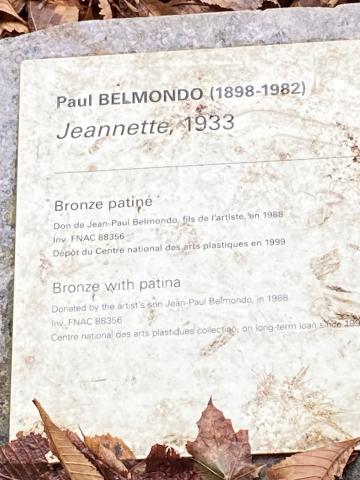 Paul BELMONDO (1898-1982)
Jeannette, 1933
Bronze patiné
Don de Jean-Paul Belmondo, fils de l'artiste, en 1988
Inv. FNAC 88356
Dépôt du Centre national des arts plastiques en 1999
Bronze with patina
Donated by the artist's son Jean-Paul Belmondo, in 1988
Inv. FNAC 88356
Centre national des arts plastiques collection, on long-term loan since